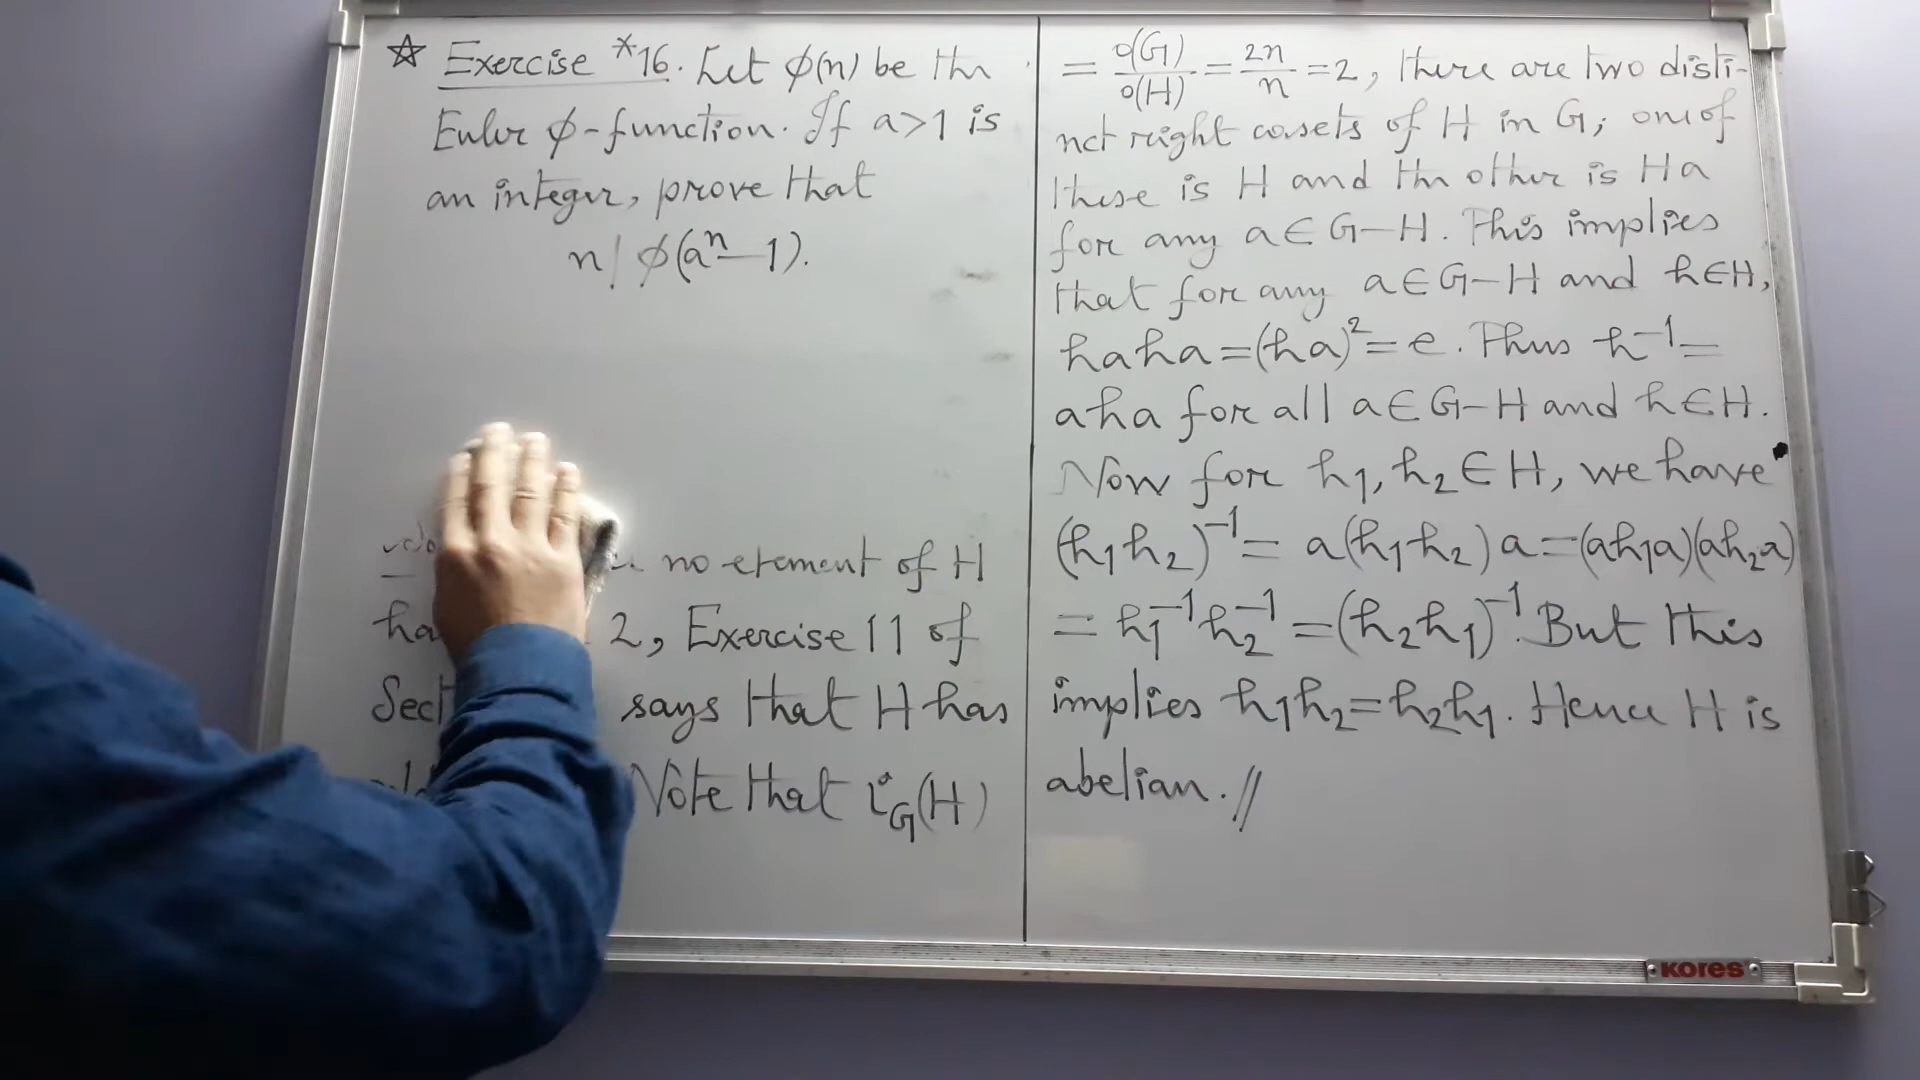 ☆ Exercise *16. Let ϕ(n) be the
Euler ϕ-function. If a>1 is
an integer, prove that
n | ϕ(aⁿ-1).
no element of H
2, Exercise 11 of
says that H has
Note that i_G(H)
= o(G)/o(H) = 2n/n = 2, there are two disti-
nct right cosets of H in G; one of
these is H and the other is Ha
for any a∈G-H. This implies
that for any a∈G-H and h∈H,
haha=(ha)²=e. Thus h⁻¹=
aha for all a∈G-H and h∈H.
Now for h₁, h₂∈H, we have
(h₁h₂)⁻¹= a(h₁h₂)a=(ah₁a)(ah₂a)
= h₁⁻¹h₂⁻¹=(h₂h₁)⁻¹. But this
implies h₁h₂=h₂h₁. Hence H is
abelian.//
kores